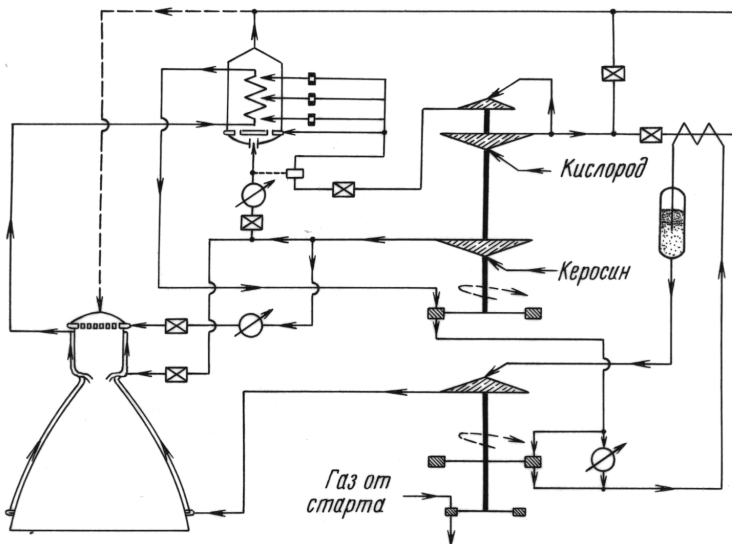 Кислород
Керосин
Газ от
старта